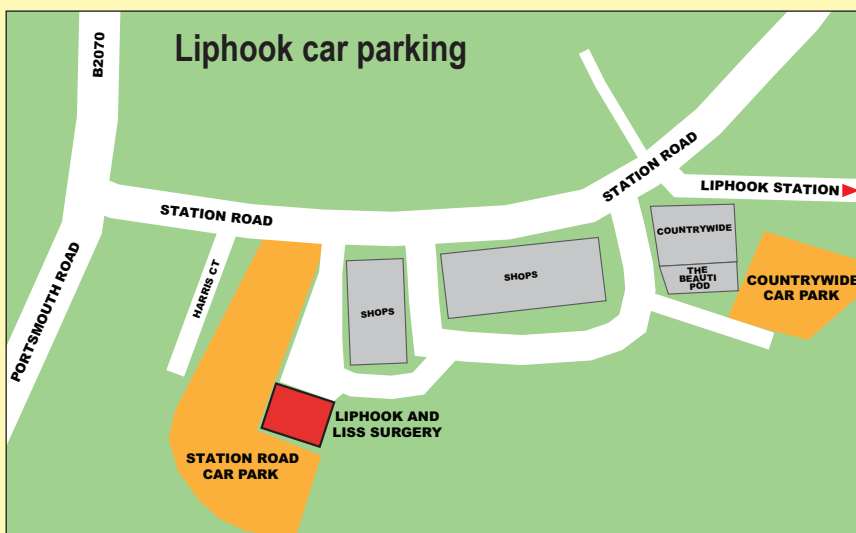 Liphook car parking
B2070
STATION ROAD
LIPHOOK STATION
STATION ROAD
COUNTRYWIDE
PORTSMOUTH ROAD
HARRIS CT
SHOPS
THE
BEAUTI
POD
COUNTRYWIDE
CAR PARK
SHOPS
LIPHOOK AND
LISS SURGERY
STATION ROAD
CAR PARK